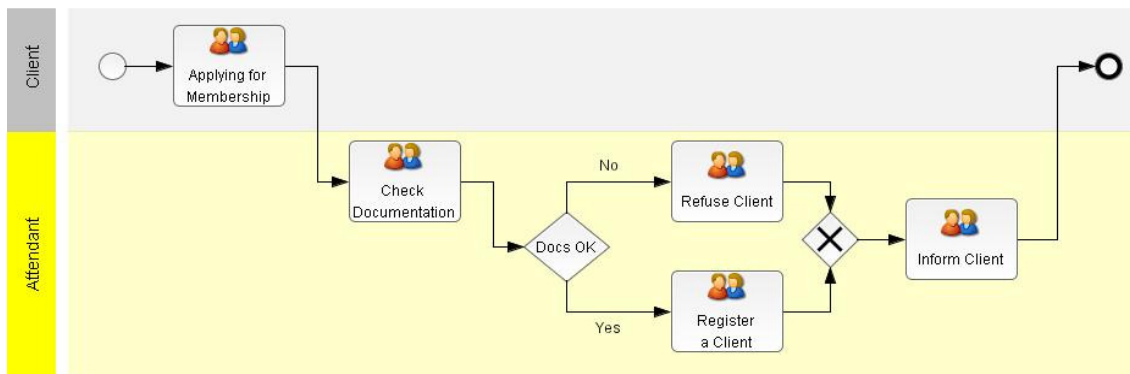 Client
Applying for
Membership
Attendant
Check
Documentation
Docs OK
No
Refuse Client
Yes
Register
a Client
Inform Client